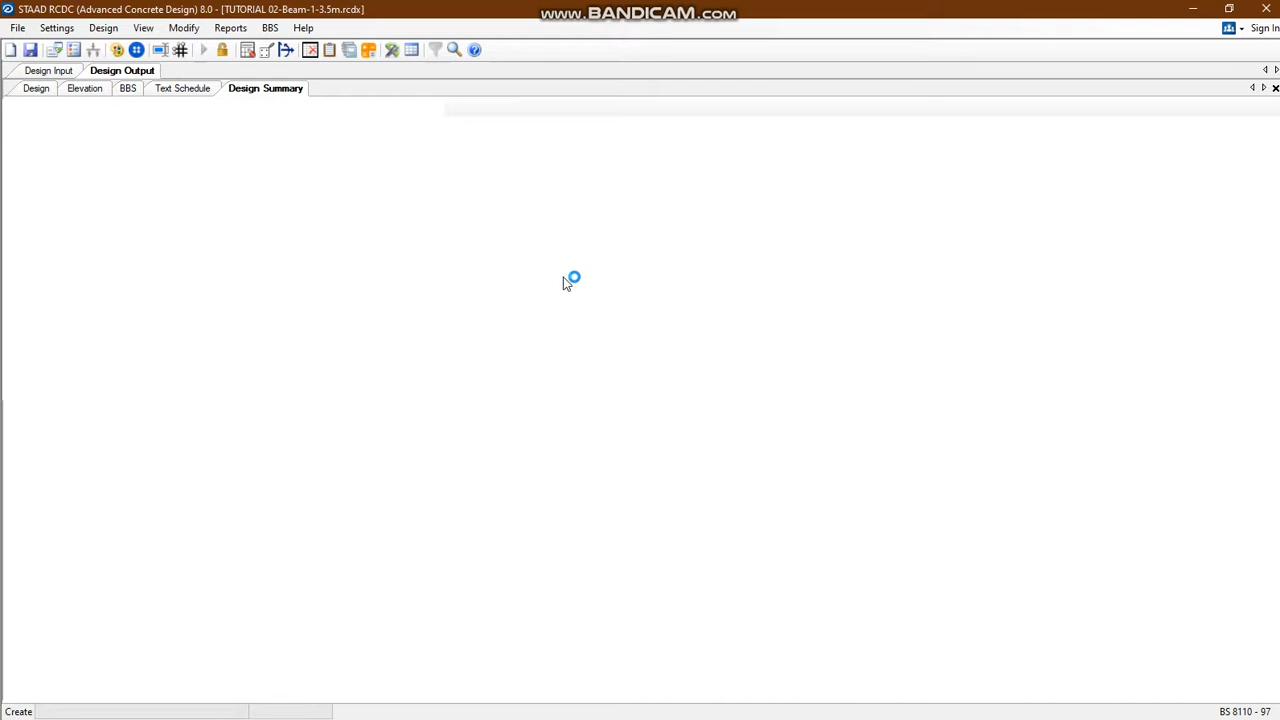 STAAD RCDC (Advanced Concrete Design) 8.0 - [TUTORIAL 02-Beam-1-3.5m.rcdx]
www.BANDICAM.com
File Settings Design View Modify Reports BBS Help
Sign In
Design Input Design Output
Design Elevation BBS Text Schedule Design Summary
Create
BS 8110 - 97